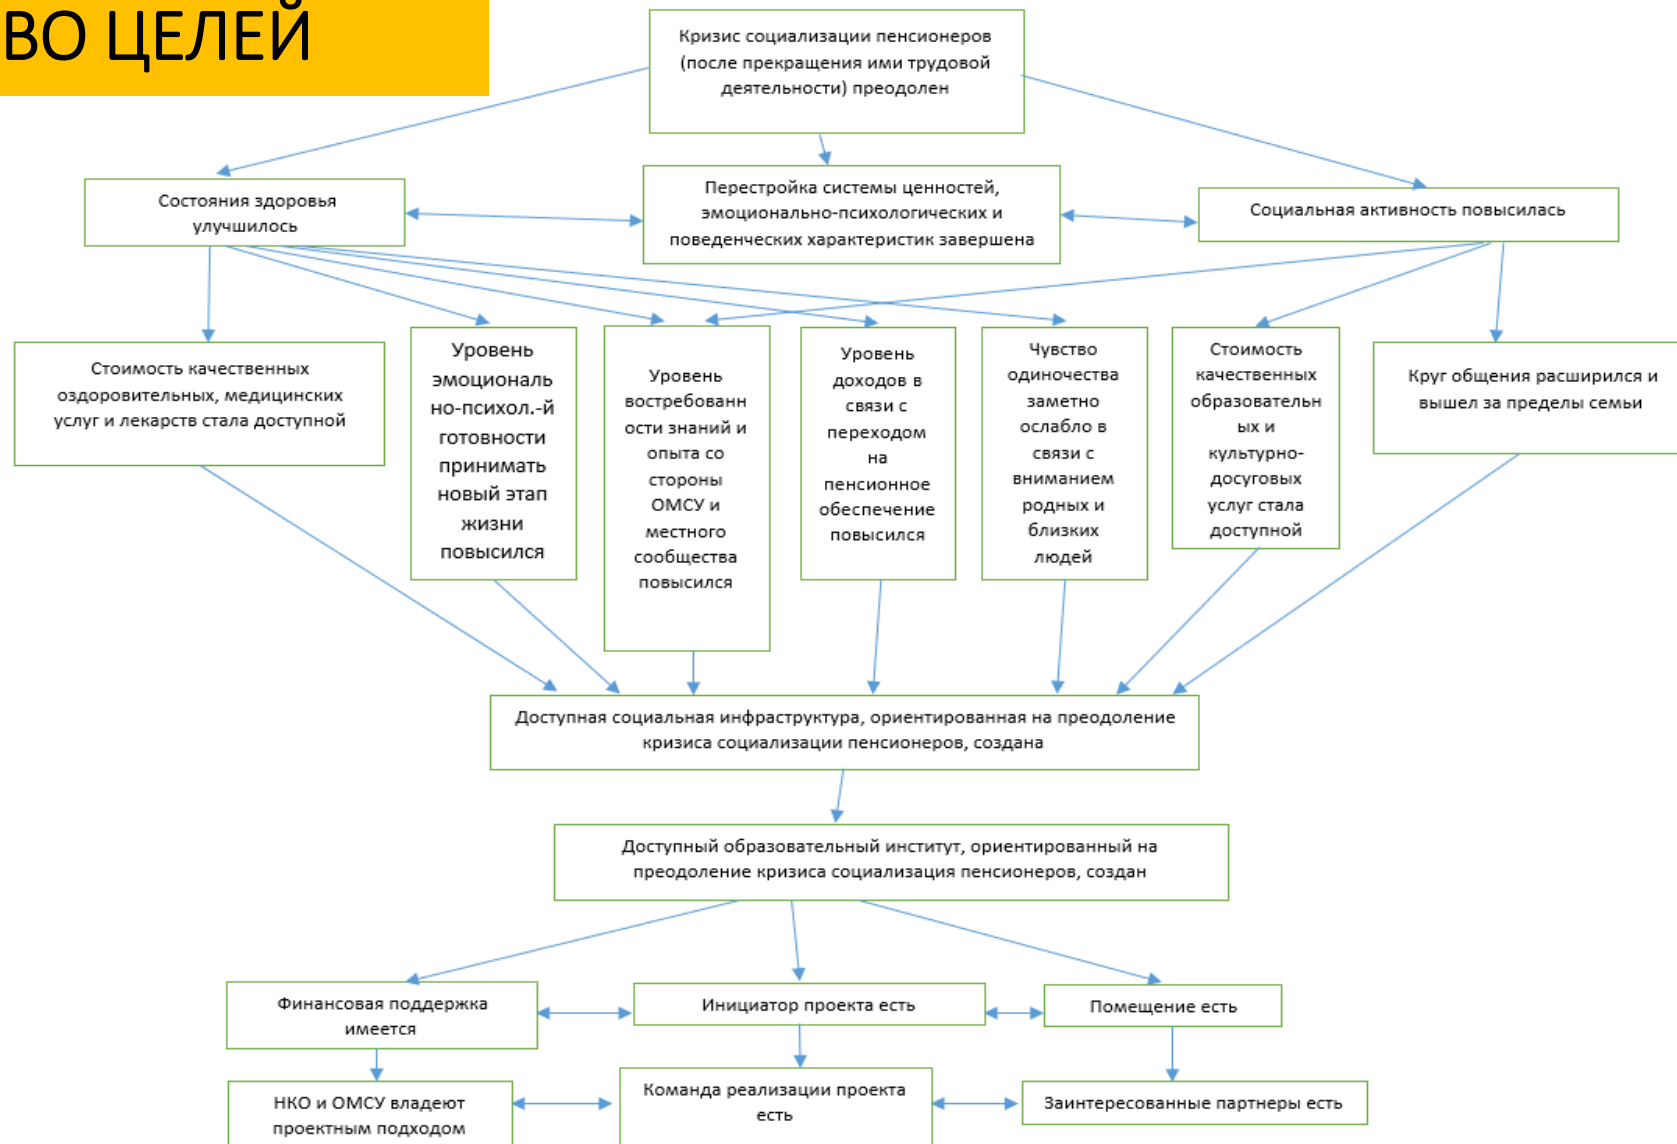 ВО ЦЕЛЕЙ
Кризис социализации пенсионеров
(после прекращения ими трудовой
деятельности) преодолен
Состояния здоровья
улучшилось
Перестройка системы ценностей,
эмоционально-психологических и
поведенческих характеристик завершена
Социальная активность повысилась
Стоимость качественных
оздоровительных, медицинских
услуг и лекарств стала доступной
Уровень
эмоциональ
но-психол.-й
готовности
принимать
новый этап
жизни
повысился
Уровень
востребованн
ости знаний и
опыта со
стороны
ОМСУ и
местного
сообщества
повысился
Уровень
доходов в
связи с
переходом
на
пенсионное
обеспечение
повысился
Чувство
одиночества
заметно
ослабло в
связи с
вниманием
родных и
близких
людей
Стоимость
качественных
образовательн
ых и
культурно-
досуговых
услуг стала
доступной
Круг общения расширился и
вышел за пределы семьи
Доступная социальная инфраструктура, ориентированная на преодоление
кризиса социализации пенсионеров, создана
Доступный образовательный институт, ориентированный на
преодоление кризиса социализация пенсионеров, создан
Финансовая поддержка
имеется
Инициатор проекта есть
Помещение есть
НКО и ОМСУ владеют
проектным подходом
Команда реализации проекта
есть
Заинтересованные партнеры есть